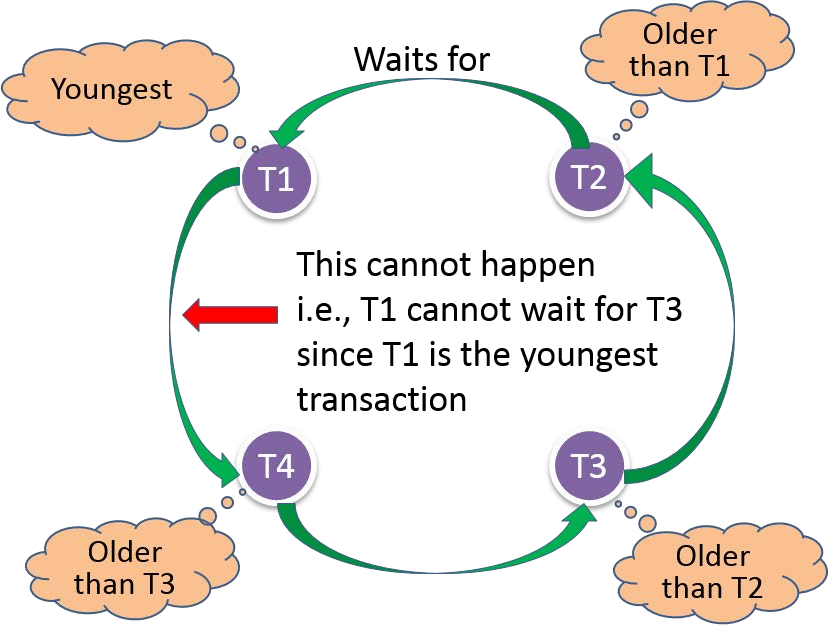 Waits for
Older
than T1
Youngest
T1
T2
This cannot happen
i.e., T1 cannot wait for T3
since T1 is the youngest
transaction
T4
T3
Older
than T3
Older
than T2